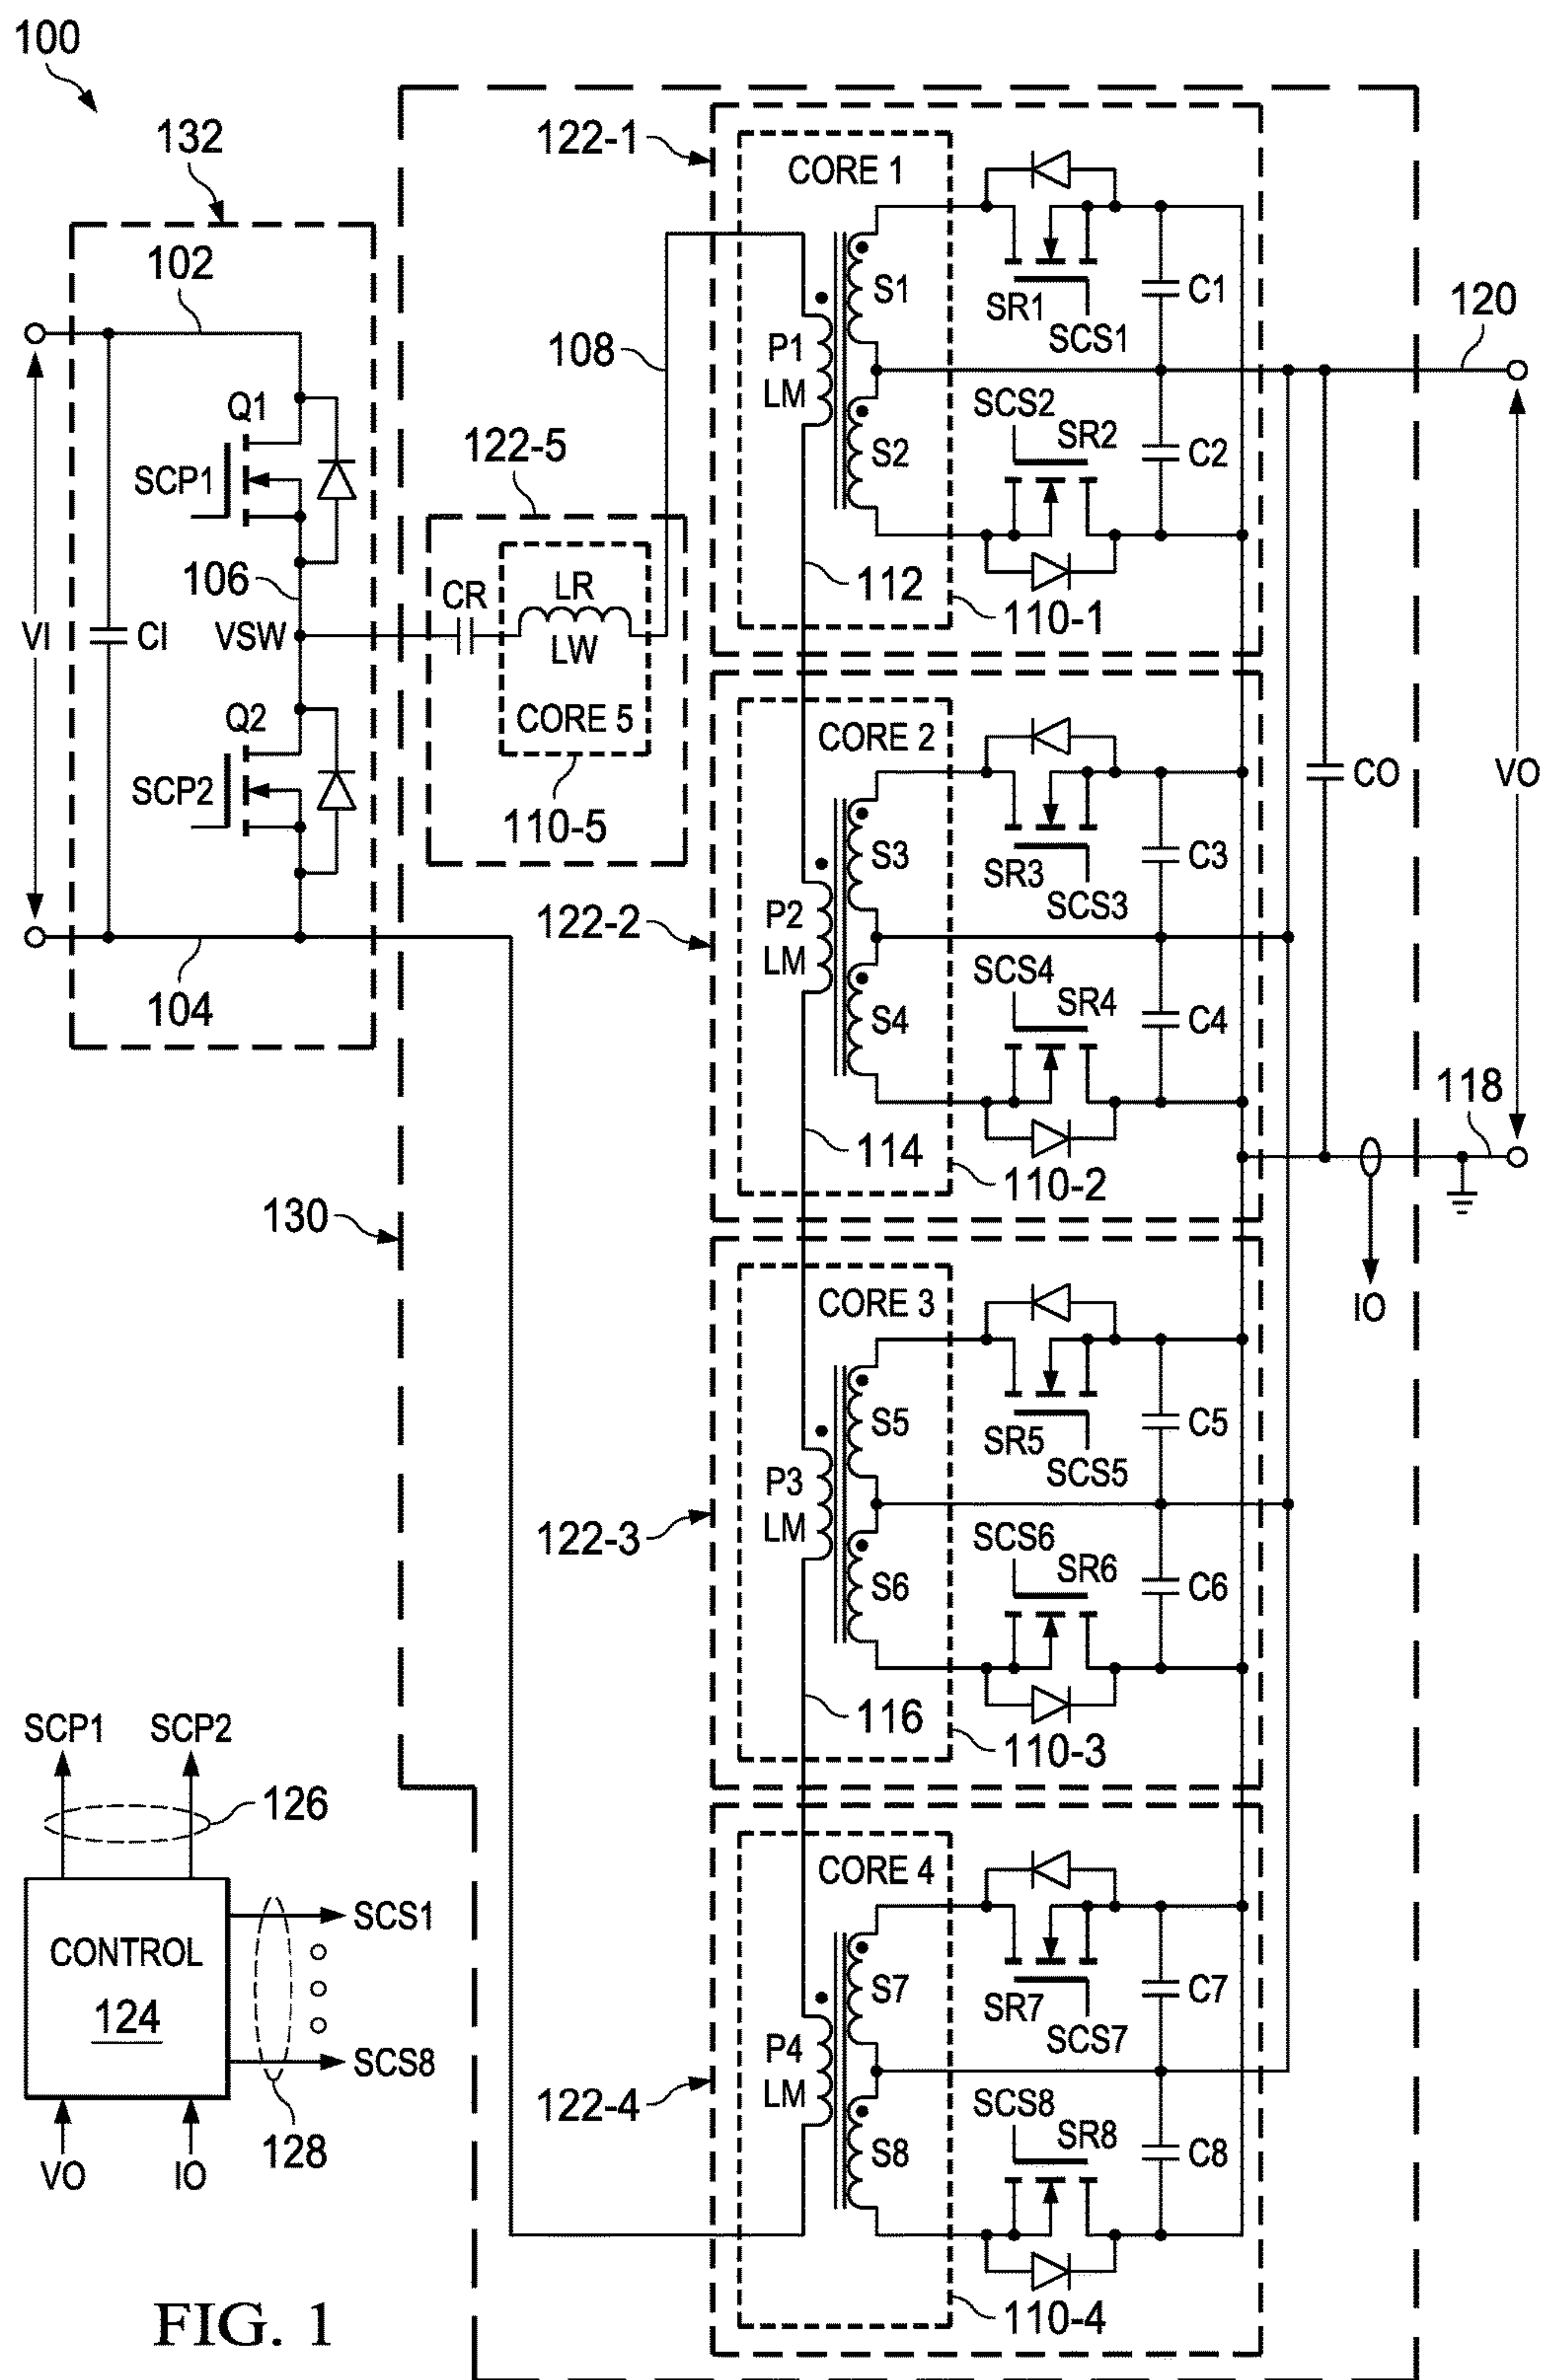 100
132
102
Q1
SCP1
106
VI
CI
VSW
Q2
SCP2
104
122-5
CR
LR
LW
CORE 5
110-5
108
130
122-1
CORE 1
P1
LM
S1
S2
SR1
SCS1
SCS2
SR2
C1
C2
112
110-1
120
122-2
CORE 2
P2
LM
S3
S4
SR3
SCS3
SCS4
SR4
C3
C4
114
110-2
CO
VO
118
IO
122-3
CORE 3
P3
LM
S5
S6
SR5
SCS5
SCS6
SR6
C5
C6
116
110-3
122-4
CORE 4
P4
LM
S7
S8
SR7
SCS7
SCS8
SR8
C7
C8
110-4
SCP1
SCP2
126
CONTROL
124
SCS1
SCS8
128
VO
IO
FIG. 1